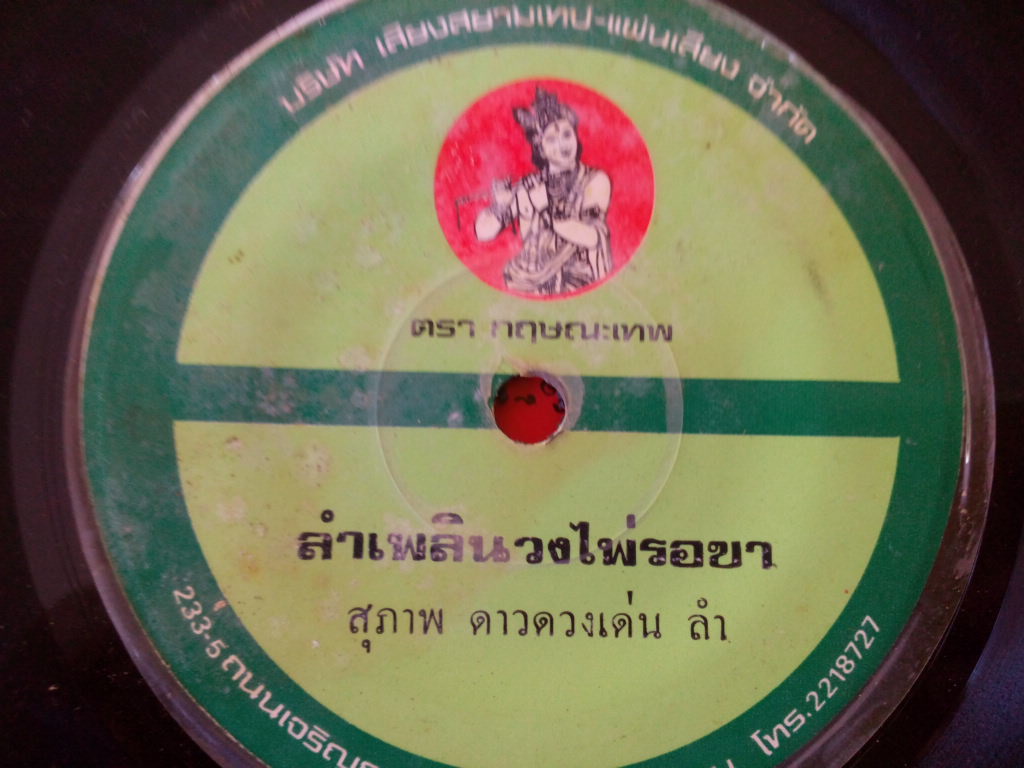 บริษัท เสียงสยามเทป-แผ่นเสียง จำกัด
ตรา กฤษณะเทพ
ลำเพลินวงไพ่รอขา
สุภาพ ดาวดวงเด่น ลำ
233-5 ถนนเจริญ
โทร.2218727